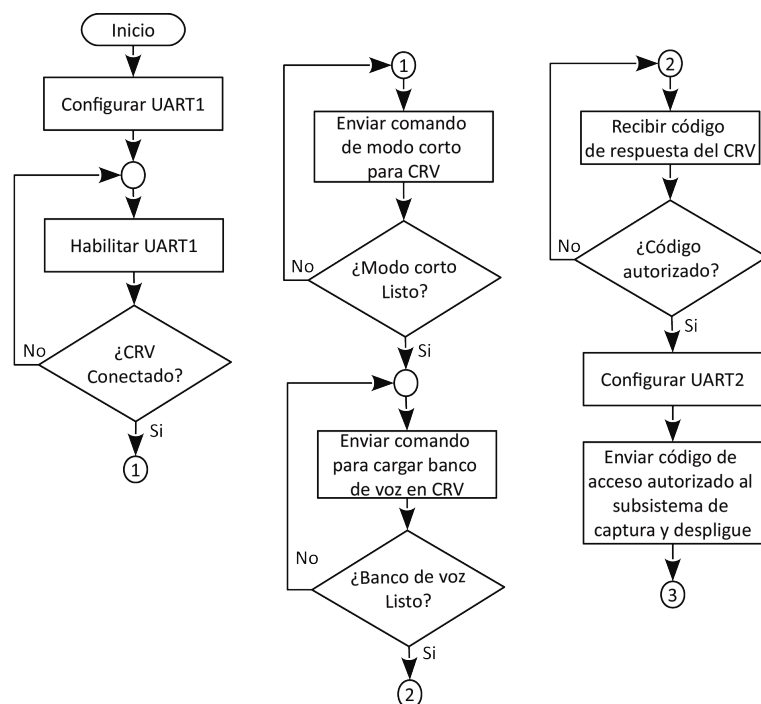 Inicio
Configurar UART1
Habilitar UART1
No
¿CRV
Conectado?
Si
1
1
Enviar comando
de modo corto
para CRV
No
¿Modo corto
Listo?
Si
Enviar comando
para cargar banco
de voz en CRV
No
¿Banco de voz
Listo?
Si
2
2
Recibir código
de respuesta del CRV
No
¿Código
autorizado?
Si
Configurar UART2
Enviar código de
acceso autorizado al
subsistema de
captura y despligue
3